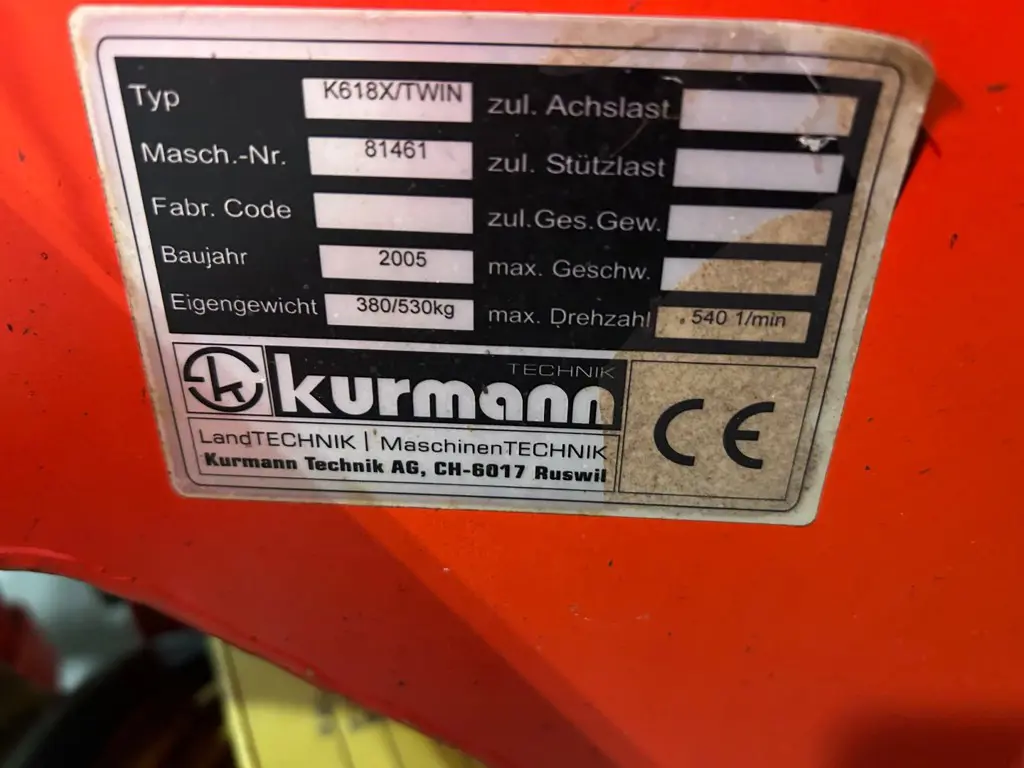 Typ K618X/TWIN zul. Achslast
Masch.-Nr. 81461 zul. Stützlast
Fabr. Code zul.Ges.Gew.
Baujahr 2005 max. Geschw.
Eigengewicht 380/530kg max. Drehzahl 540 1/min
TECHNIK
k kurmann
CE
LandTECHNIK | MaschinenTECHNIK
Kurmann Technik AG, CH-6017 Ruswil